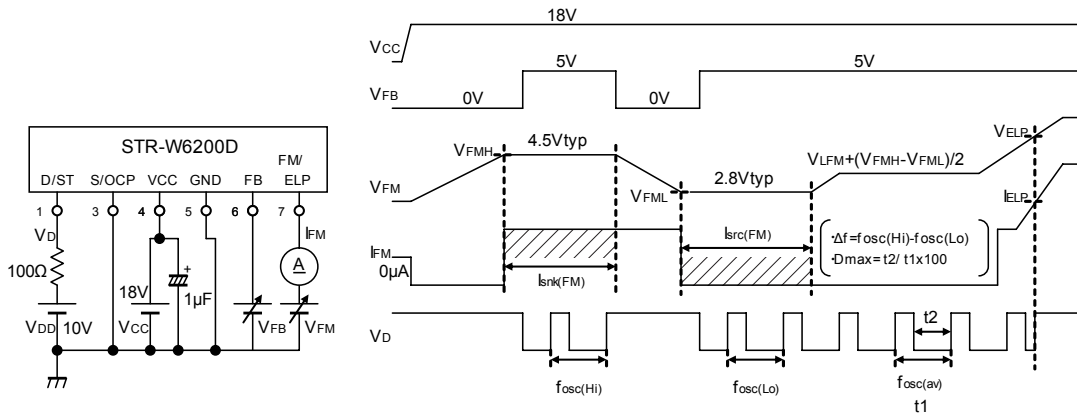 STR-W6200D
FM/
D/ST S/OCP VCC GND FB ELP
1 3 4 5 6 7
VD
IFM
100Ω
A
+
18V
1μF
VDD 10V VCC VFB VFM
18V
VCC
5V 5V
VFB
0V 0V
VELP
VFMH 4.5Vtyp
VLFM+(VFMH-VFML)/2
VFM
VFML 2.8Vtyp
IELP
Isrc(FM)
IFM
0μA
・Δf=fosc(Hi)-fosc(Lo)
・Dmax=t2/ t1x100
Isnk(FM)
t2
VD
fosc(Hi) fosc(Lo) fosc(av)
t1